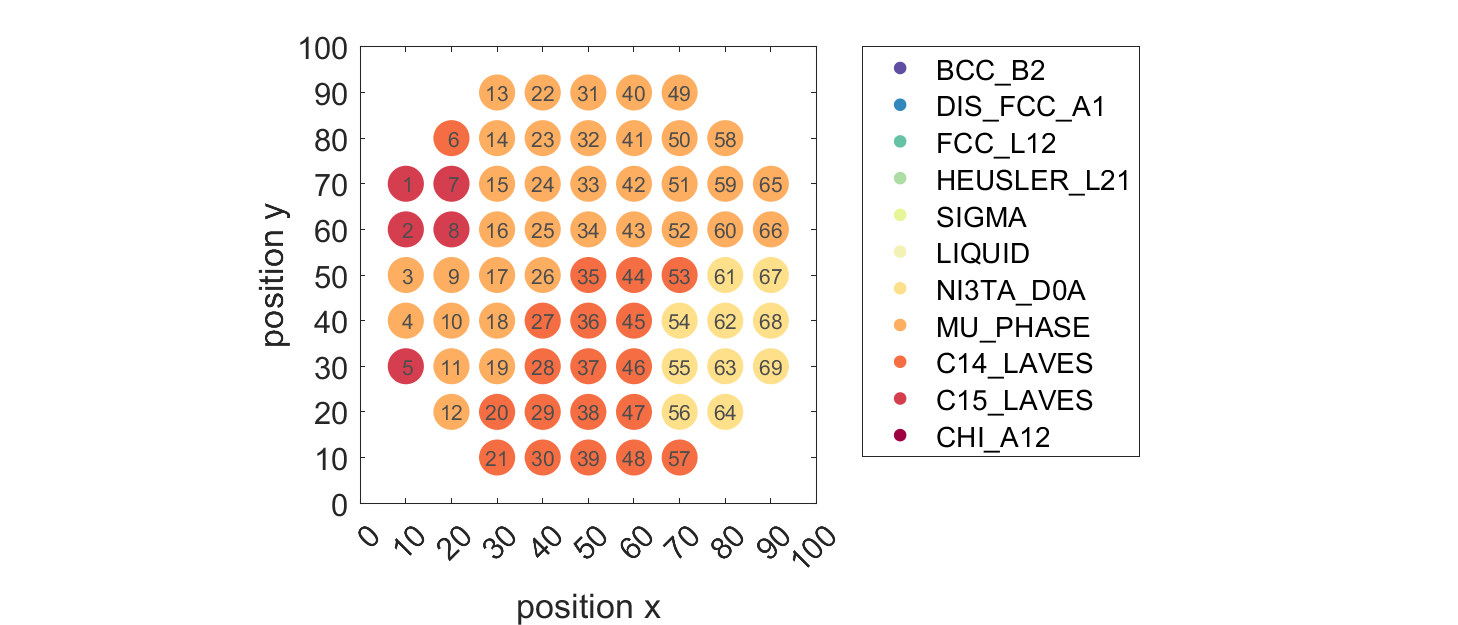 100
90
80
70
60
50
40
30
20
10
0
position y
13 22 31 40 49
6 14 23 32 41 50 58
1 7 15 24 33 42 51 59 65
2 8 16 25 34 43 52 60 66
3 9 17 26 35 44 53 61 67
4 10 18 27 36 45 54 62 68
5 11 19 28 37 46 55 63 69
12 20 29 38 47 56 64
21 30 39 48 57
0 10 20 30 40 50 60 70 80 90 100
position x
BCC_B2
DIS_FCC_A1
FCC_L12
HEUSLER_L21
SIGMA
LIQUID
NI3TA_D0A
MU_PHASE
C14_LAVES
C15_LAVES
CHI_A12